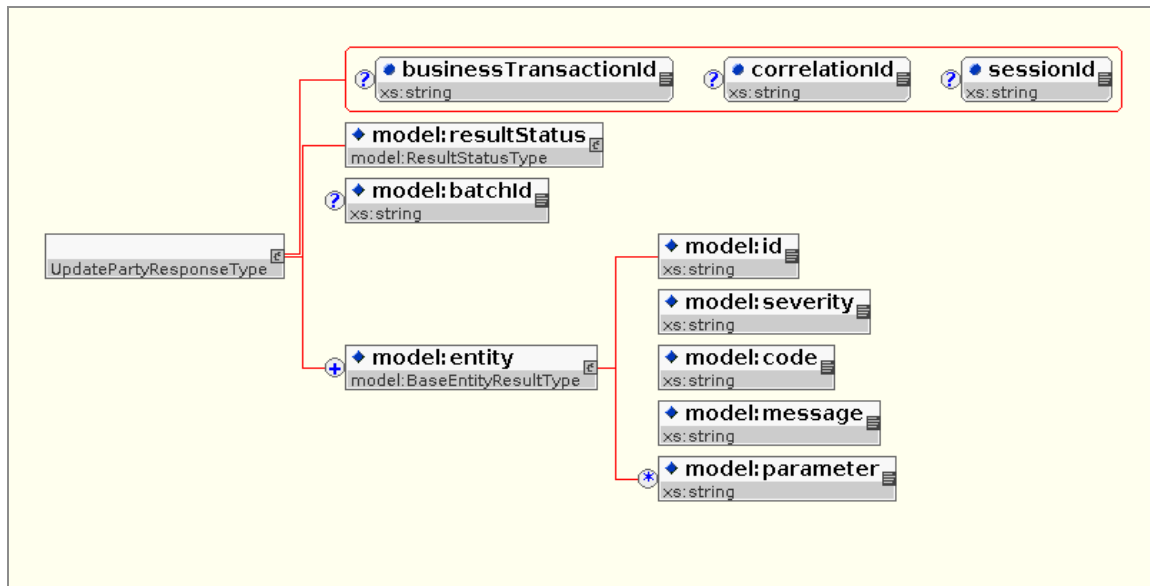 ? businessTransactionId ? correlationId ? sessionId
xs:string xs:string xs:string
model:resultStatus
model:ResultStatusType
? model:batchId
xs:string
UpdatePartyResponseType
model:id
xs:string
model:severity
xs:string
+ model:entity
model:BaseEntityResultType
model:code
xs:string
model:message
xs:string
* model:parameter
xs:string